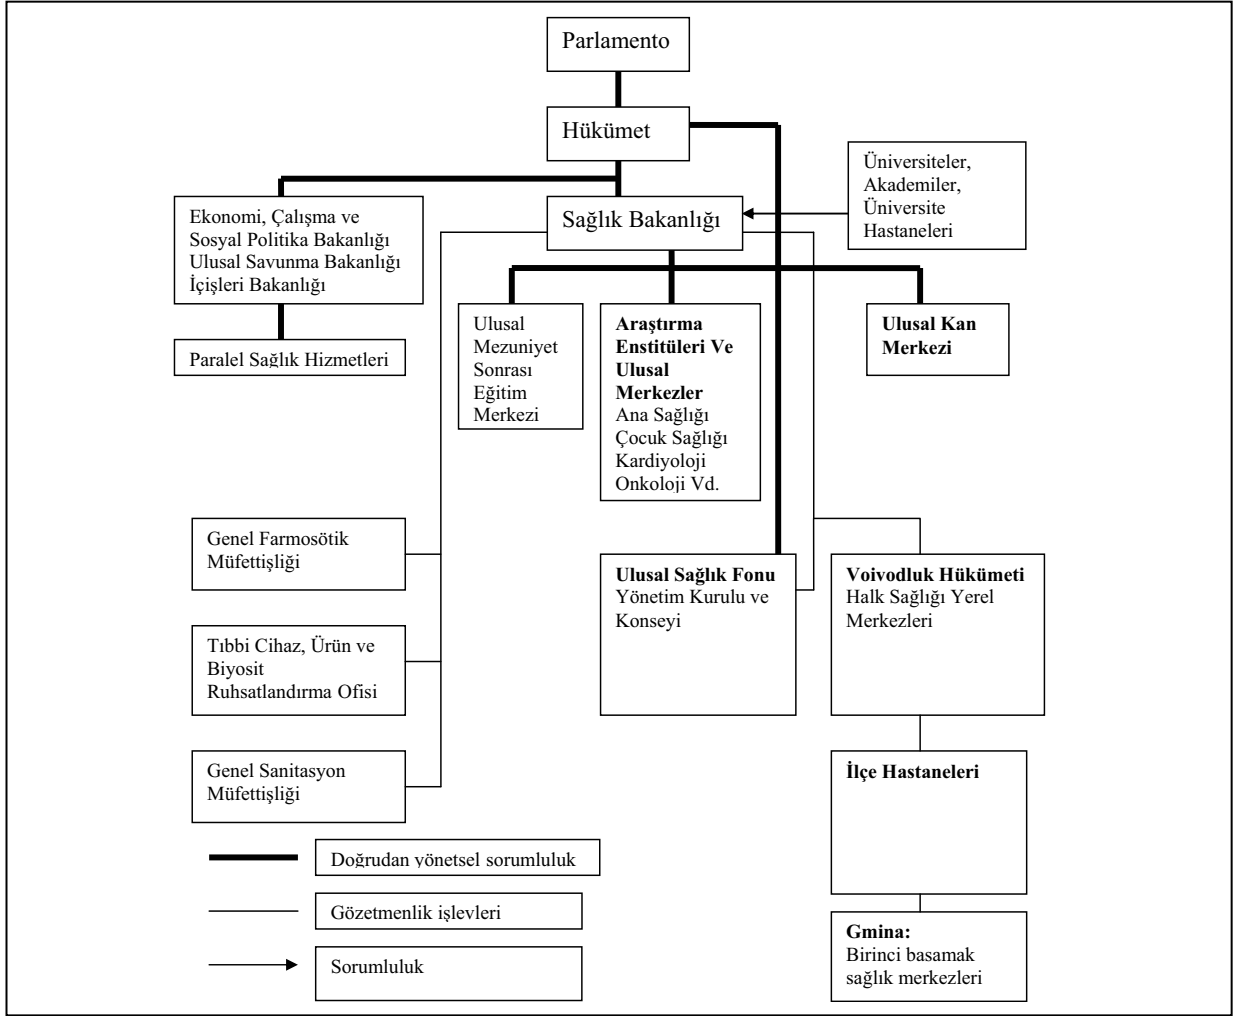 Parlamento
Hükümet
Üniversiteler,
Akademiler,
Üniversite
Hastaneleri
Ekonomi, Çalışma ve
Sosyal Politika Bakanlığı
Ulusal Savunma Bakanlığı
İçişleri Bakanlığı
Sağlık Bakanlığı
Paralel Sağlık Hizmetleri
Ulusal
Mezuniyet
Sonrası
Eğitim
Merkezi
Araştırma
Enstitüleri Ve
Ulusal
Merkezler
Ana Sağlığı
Çocuk Sağlığı
Kardiyoloji
Onkoloji Vd.
Ulusal Kan
Merkezi
Genel Farmosötik
Müfettişliği
Ulusal Sağlık Fonu
Yönetim Kurulu ve
Konseyi
Voivodluk Hükümeti
Halk Sağlığı Yerel
Merkezleri
Tıbbi Cihaz, Ürün ve
Biyosit
Ruhsatlandırma Ofisi
Genel Sanitasyon
Müfettişliği
İlçe Hastaneleri
Doğrudan yönetsel sorumluluk
Gözetmenlik işlevleri
Sorumluluk
Gmina:
Birinci basamak
sağlık merkezleri